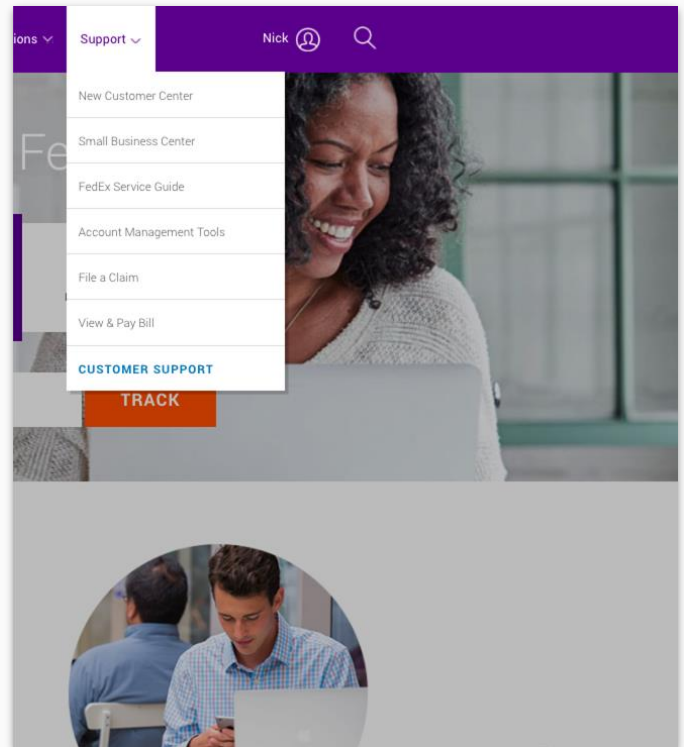 ions
Support
Nick
New Customer Center
Small Business Center
Fe
FedEx Service Guide
Account Management Tools
File a Claim
View & Pay Bill
CUSTOMER SUPPORT
TRACK